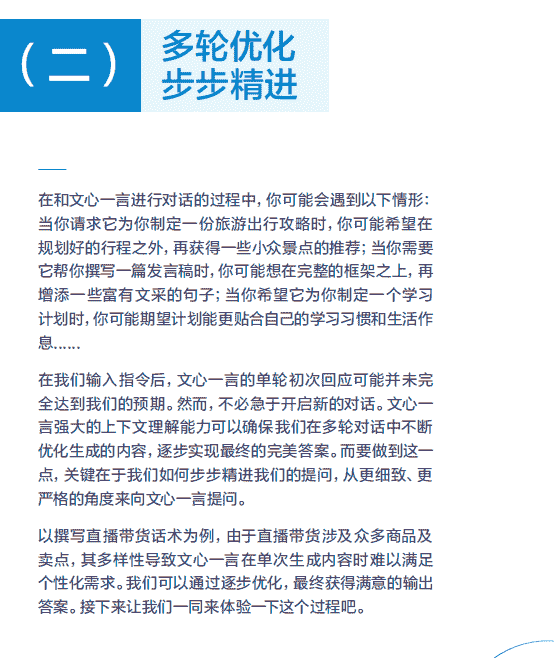 （二）
多轮优化
步步精进
在和文心一言进行对话的过程中，你可能会遇到以下情形：
当你请求它为你制定一份旅游出行攻略时，你可能希望在
规划好的行程之外，再获得一些小众景点的推荐；当你需要
它帮你撰写一篇发言稿时，你可能想在完整的框架之上，再
增添一些富有文采的句子；当你希望它为你制定一个学习
计划时，你可能期望计划能更贴合自己的学习习惯和生活作
息……
在我们输入指令后，文心一言的单轮初次回应可能并未完
全达到我们的预期。然而，不必急于开启新的对话。文心一
言强大的上下文理解能力可以确保我们在多轮对话中不断
优化生成的内容，逐步实现最终的完美答案。而要做到这一
点，关键在于我们如何步步精进我们的提问，从更细致、更
严格的角度来向文心一言提问。
以撰写直播带货话术为例，由于直播带货涉及众多商品及
卖点，其多样性导致文心一言在单次生成内容时难以满足
个性化需求。我们可以通过逐步优化，最终获得满意的输出
答案。接下来让我们一同来体验一下这个过程吧。